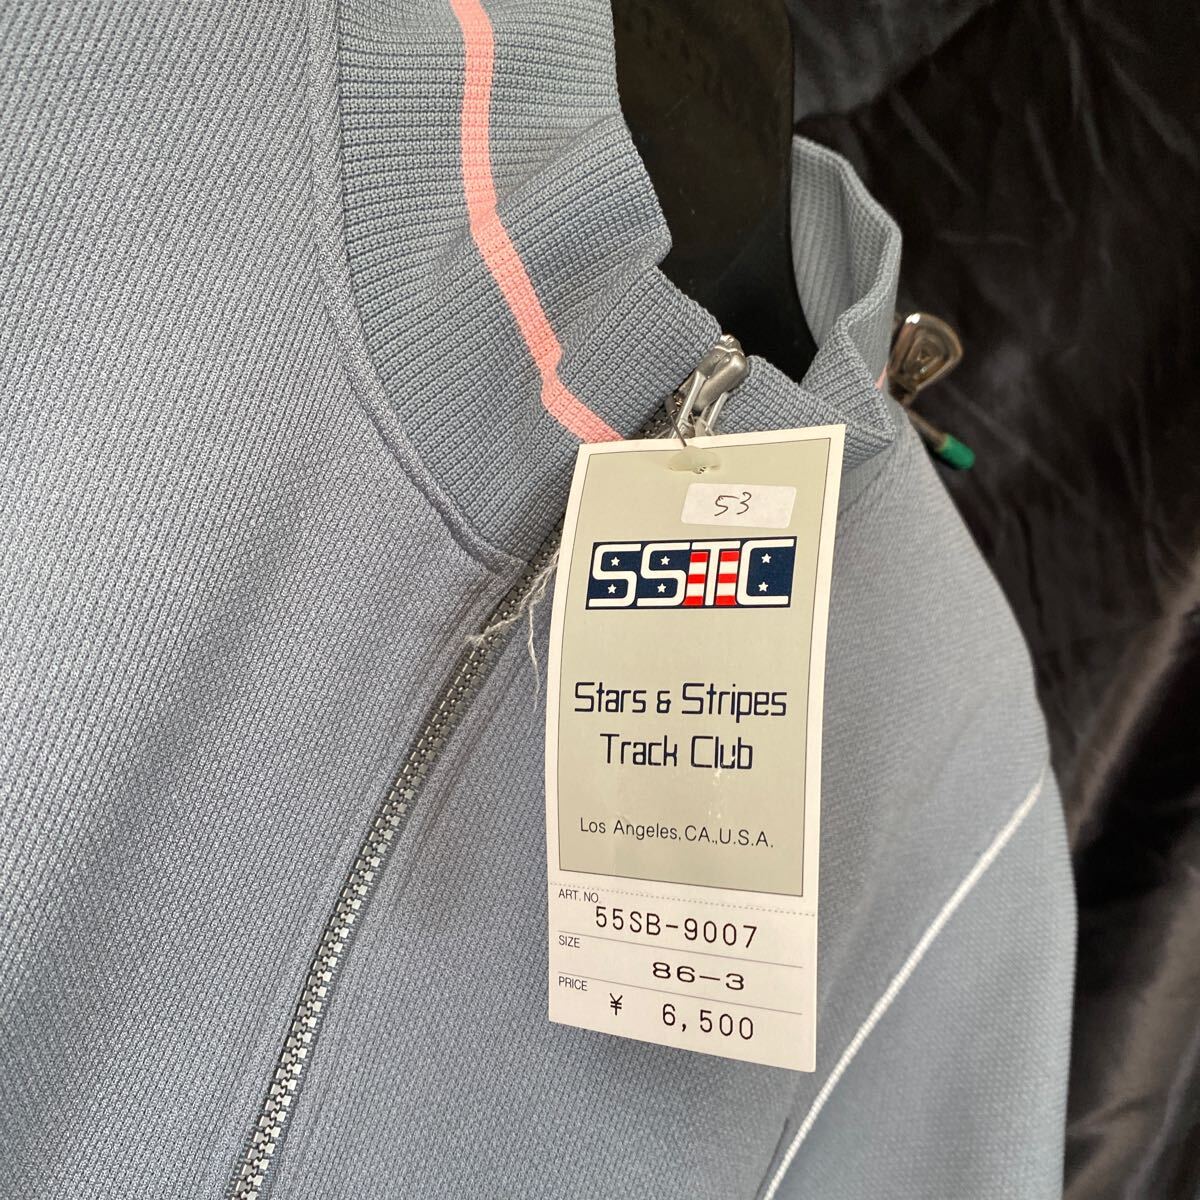 53
SSTC
Stars & Stripes
Track Club
Los Angeles, CA., U.S.A.
ART. NO.
55SB-9007
SIZE
86-3
PRICE
¥ 6,500